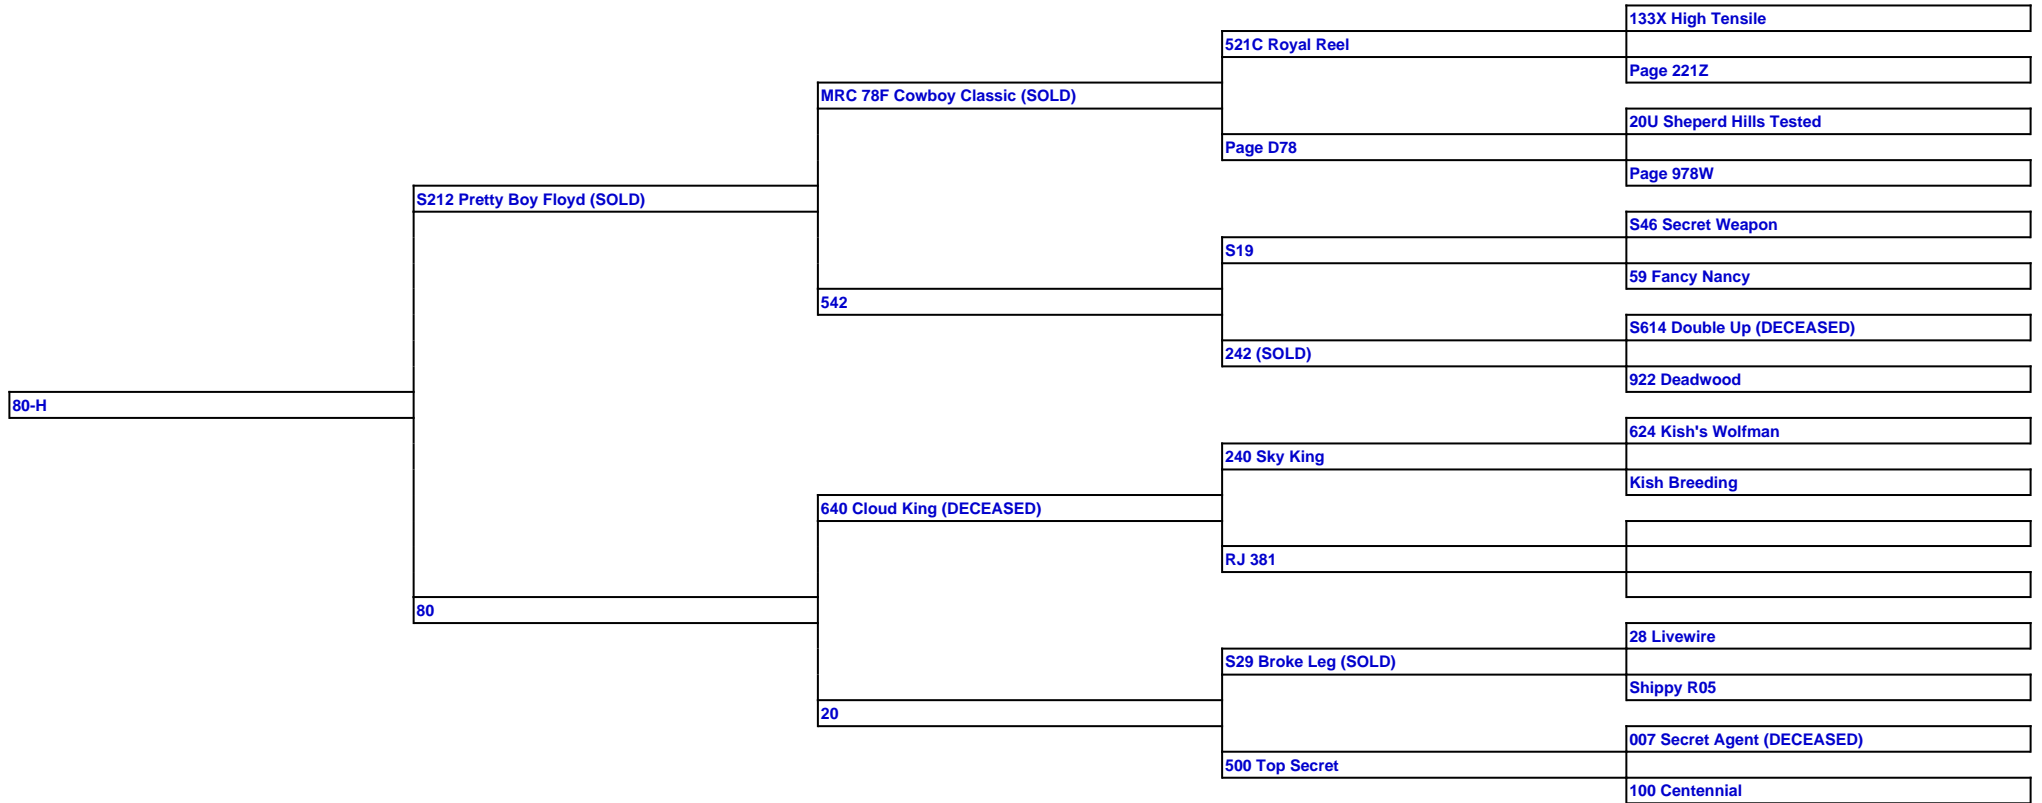 133X High Tensile
521C Royal Reel
Page 221Z
MRC 78F Cowboy Classic (SOLD)
20U Sheperd Hills Tested
Page D78
Page 978W
S212 Pretty Boy Floyd (SOLD)
S46 Secret Weapon
S19
59 Fancy Nancy
542
S614 Double Up (DECEASED)
242 (SOLD)
922 Deadwood
80-H
624 Kish's Wolfman
240 Sky King
Kish Breeding
640 Cloud King (DECEASED)
RJ 381
80
28 Livewire
S29 Broke Leg (SOLD)
Shippy R05
20
007 Secret Agent (DECEASED)
500 Top Secret
100 Centennial